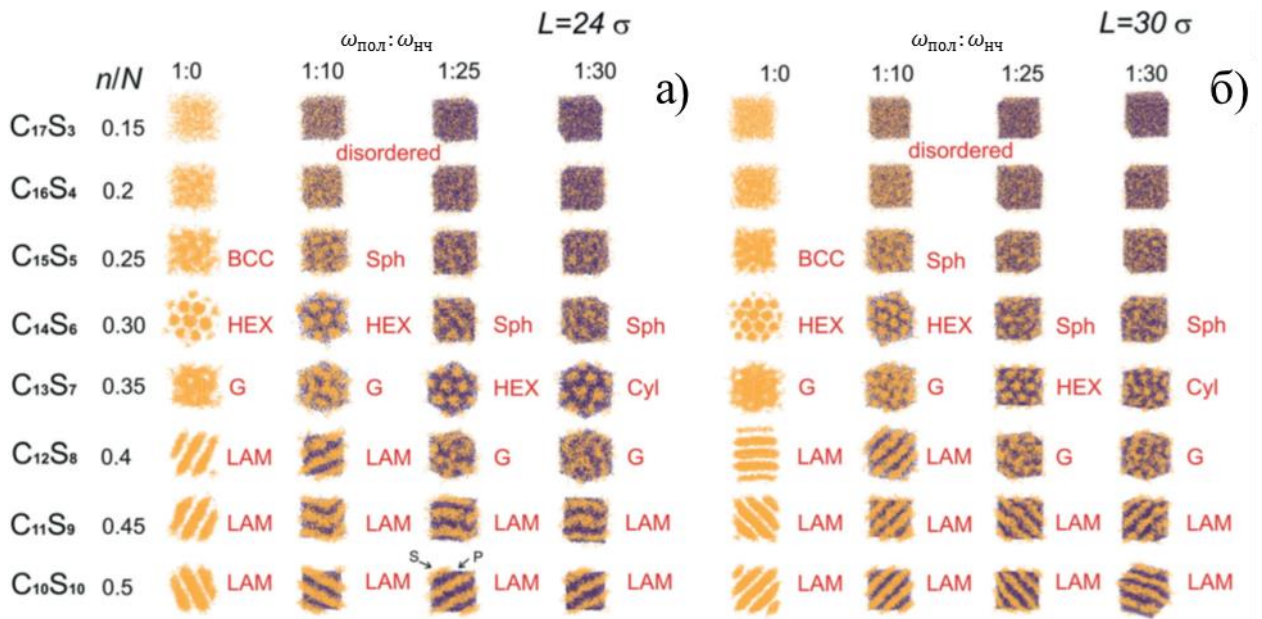 L=24 σ
ω пол : ω нч
n/N 1:0 1:10 1:25 1:30 а)
C₁₇S₃ 0.15
disordered
C₁₆S₄ 0.2
C₁₅S₅ 0.25 BCC Sph
C₁₄S₆ 0.30 HEX HEX Sph Sph
C₁₃S₇ 0.35 G G HEX Cyl
C₁₂S₈ 0.4 LAM LAM G G
C₁₁S₉ 0.45 LAM LAM LAM LAM
S P
C₁₀S₁₀ 0.5 LAM LAM LAM LAM
L=30 σ
ω пол : ω нч
1:0 1:10 1:25 1:30 б)
disordered
BCC Sph
HEX HEX Sph Sph
G G HEX Cyl
LAM LAM G G
LAM LAM LAM LAM
LAM LAM LAM LAM